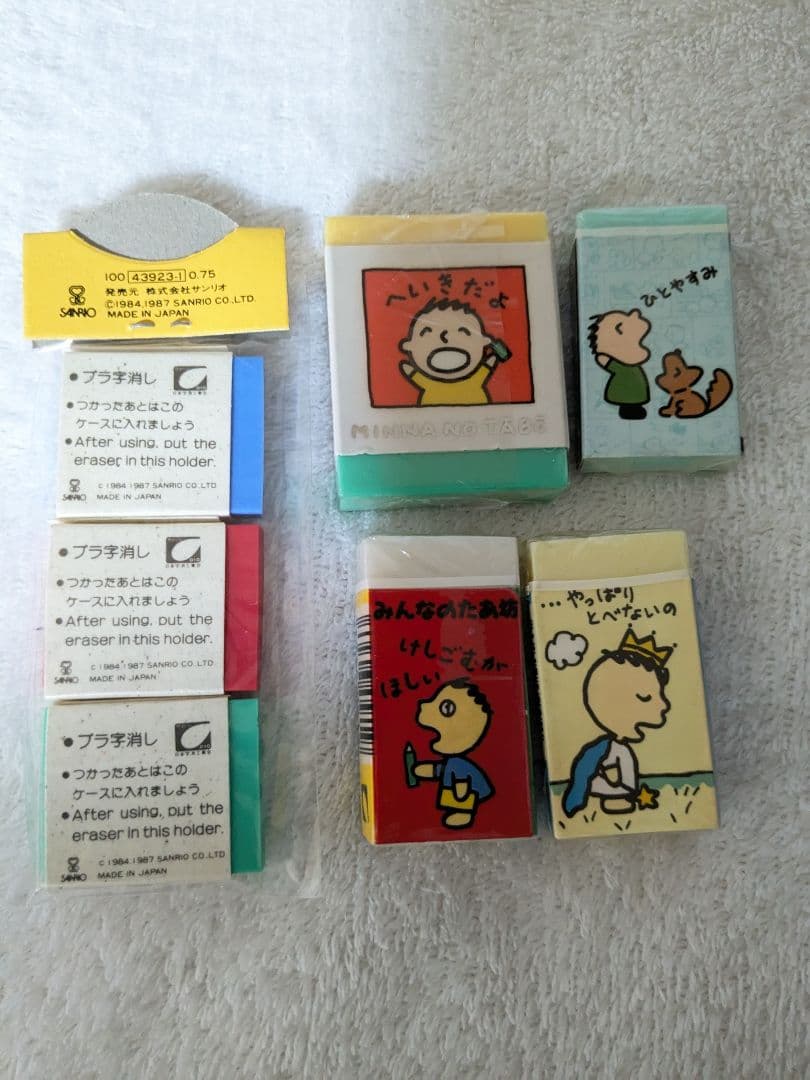 100 43923-1 0.75
発売元 株式会社サンリオ
©1984,1987 SANRIO CO.,LTD.
SANRIO MADE IN JAPAN
●プラ字消し
●つかったあとはこの
ケースに入れましょう
●After using, put the
eraser in this holder.
c 1984.1987 SANRIO CO.,LTD
SANRIO MADE IN JAPAN
●プラ字消し
●つかったあとはこの
ケースに入れましょう
●After using, put the
eraser in this holder.
c 1984.1987 SANRIO CO.,LTD
SANRIO MADE IN JAPAN
●プラ字消し
●つかったあとはこの
ケースに入れましょう
●After using, put the
eraser in this holder.
c 1984.1987 SANRIO CO.,LTD
SANRIO MADE IN JAPAN
へいきだよ
MINNA NO TABŌ
ひとやすみ
みんなのたあ坊
けしごむが
ほしい
...やっぱり
とべないの